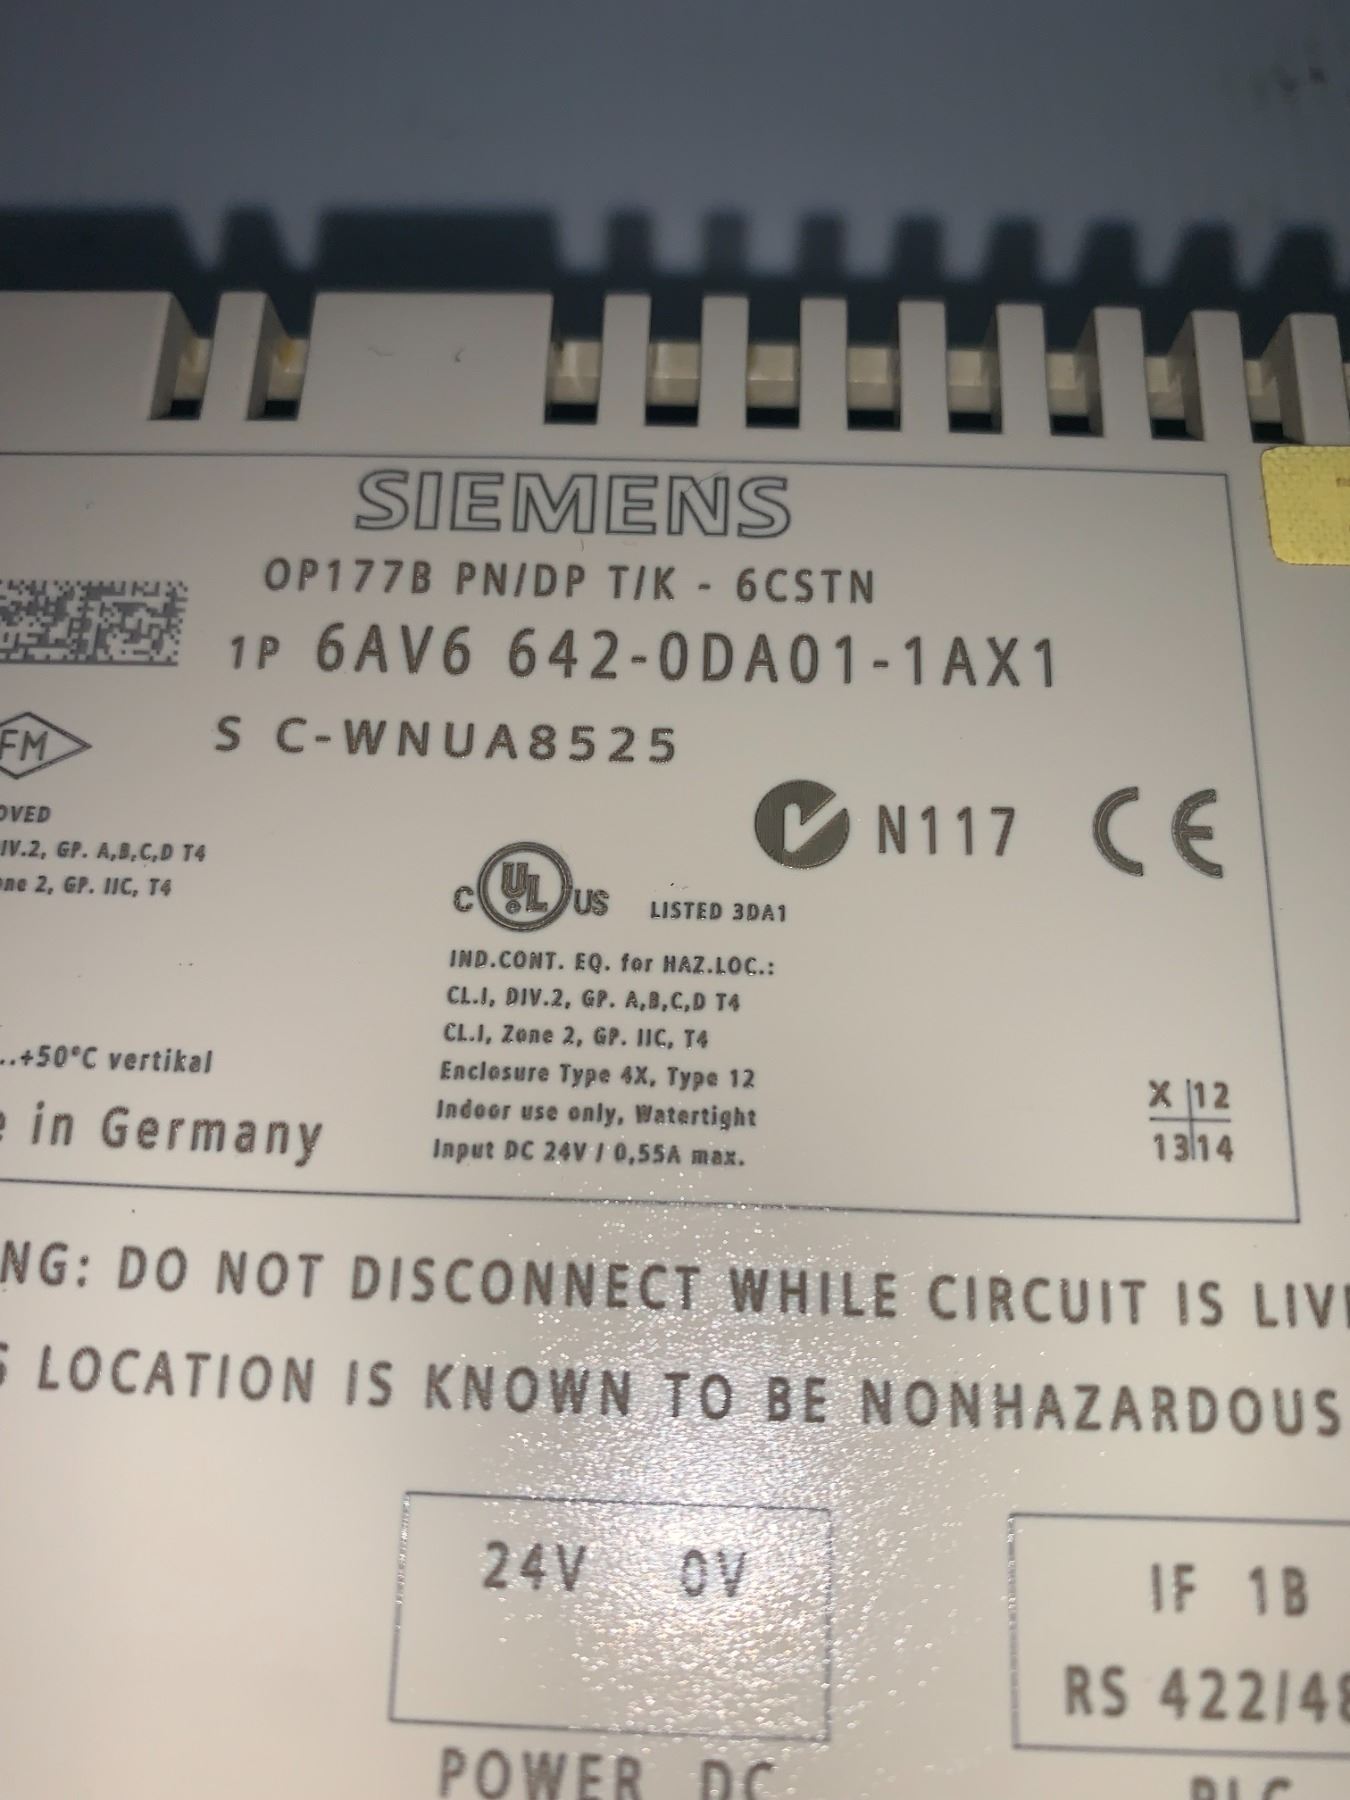 SIEMENS
OP177B PN/DP T/K - 6CSTN
1P 6AV6 642-0DA01-1AX1
S C-WNUA8525
FM
OVED
IV.2, GP. A,B,C,D T4
ne 2, GP. IIC, T4
N117 CE
C UL US LISTED 3DA1
IND.CONT. EQ. for HAZ.LOC.:
CL.I, DIV.2, GP. A,B,C,D T4
CL.I, Zone 2, GP. IIC, T4
Enclosure Type 4X, Type 12
Indoor use only, Watertight
Input DC 24V / 0,55A max.
..+50°C vertikal
e in Germany
X 12
13 14
NG: DO NOT DISCONNECT WHILE CIRCUIT IS LIV
S LOCATION IS KNOWN TO BE NONHAZARDOUS
24V 0V
POWER DC
IF 1B
RS 422/48
PLC